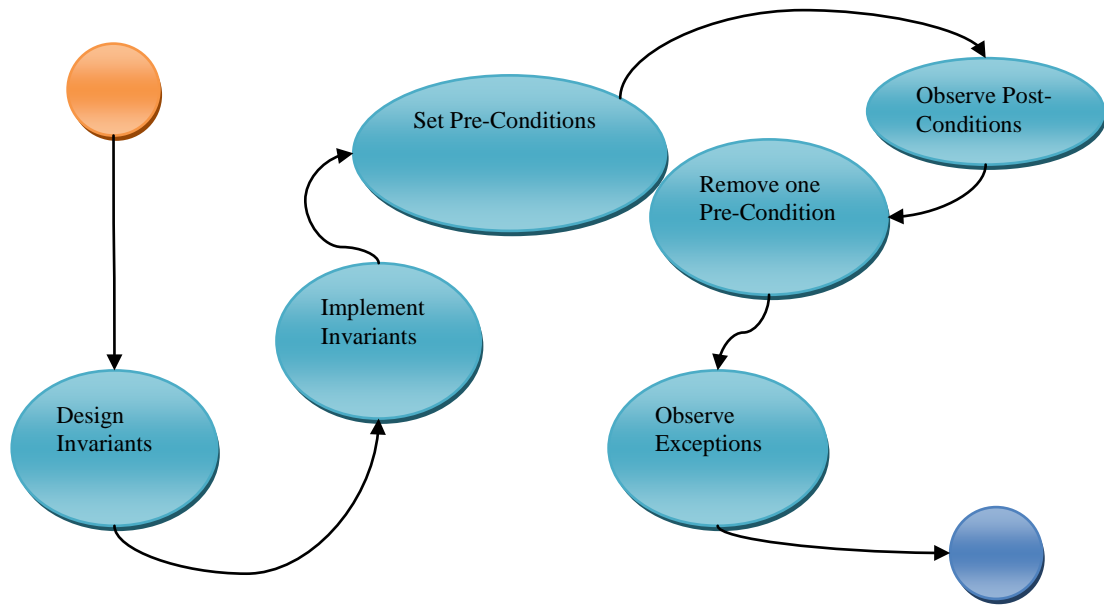 Design
Invariants
Implement
Invariants
Set Pre-Conditions
Observe Post-
Conditions
Remove one
Pre-Condition
Observe
Exceptions